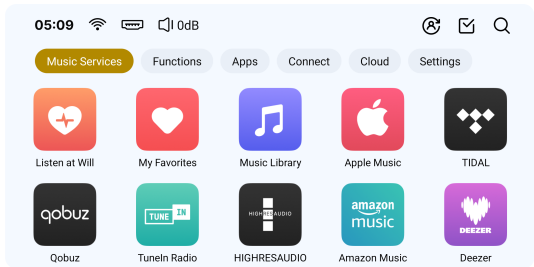 05:09 0dB
Music Services Functions Apps Connect Cloud Settings
Listen at Will My Favorites Music Library Apple Music TIDAL
qobuz TUNE IN HIGHRESAUDIO amazon music DEEZER
Qobuz TuneIn Radio HIGHRESAUDIO Amazon Music Deezer